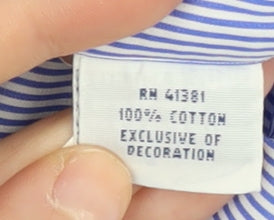 RN 41381
100% COTTON
EXCLUSIVE OF
DECORATION